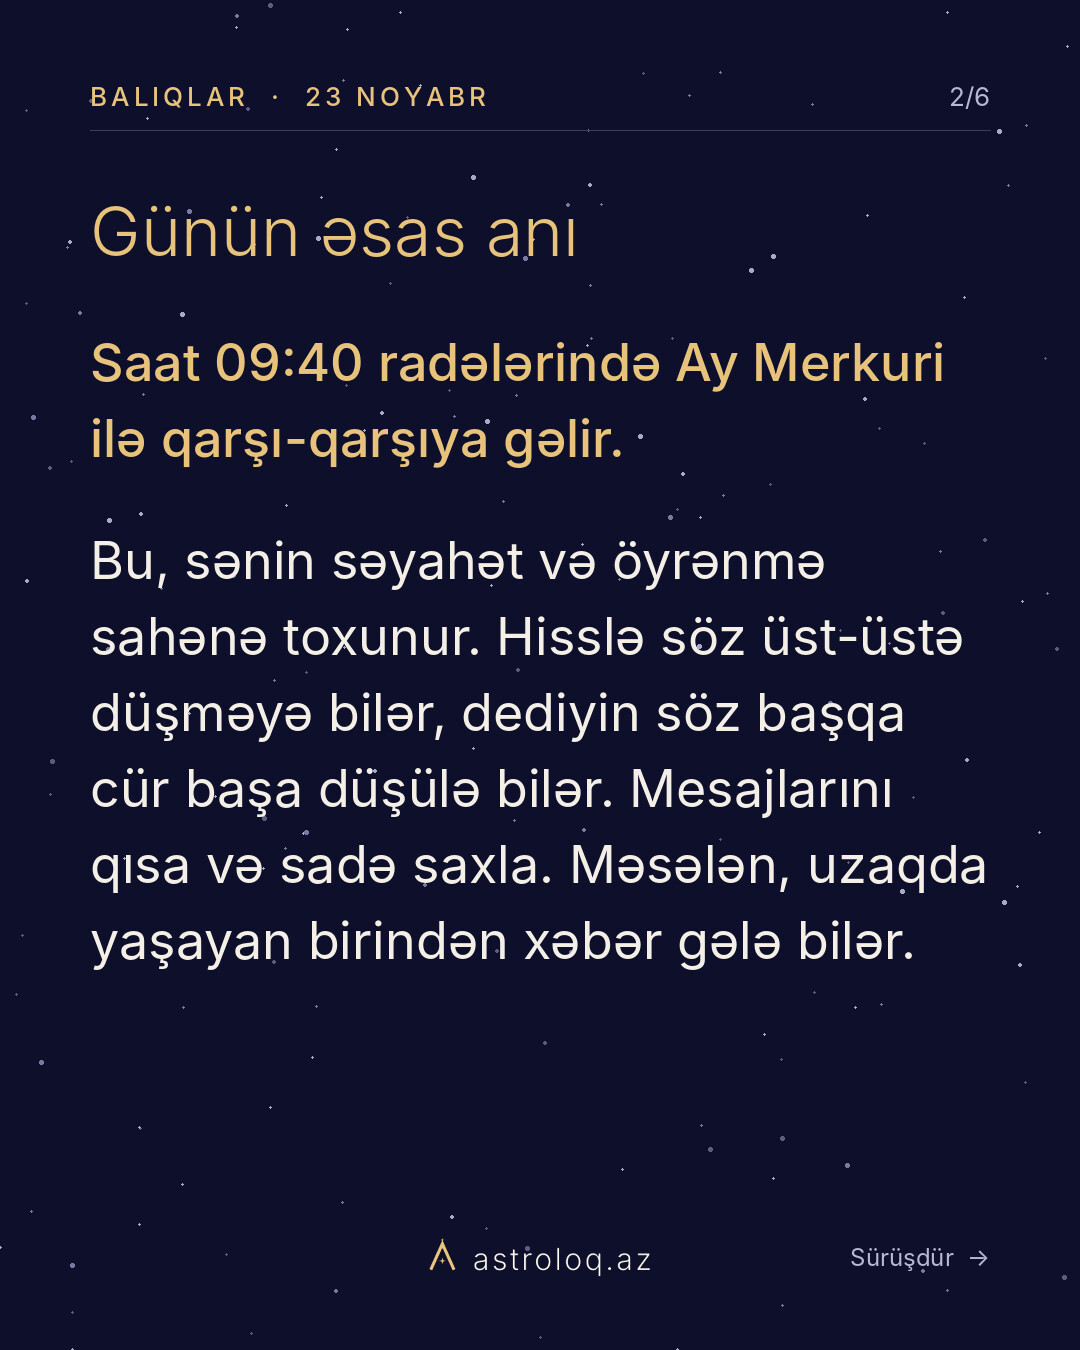 BALIQLAR · 23 NOYABR
2/6
Günün əsas anı
Saat 09:40 radələrində Ay Merkuri
ilə qarşı-qarşıya gəlir.
Bu, sənin səyahət və öyrənmə
sahənə toxunur. Hisslə söz üst-üstə
düşməyə bilər, dediyin söz başqa
cür başa düşülə bilər. Mesajlarını
qısa və sadə saxla. Məsələn, uzaqda
yaşayan birindən xəbər gələ bilər.
astroloq.az
Sürüşdür →